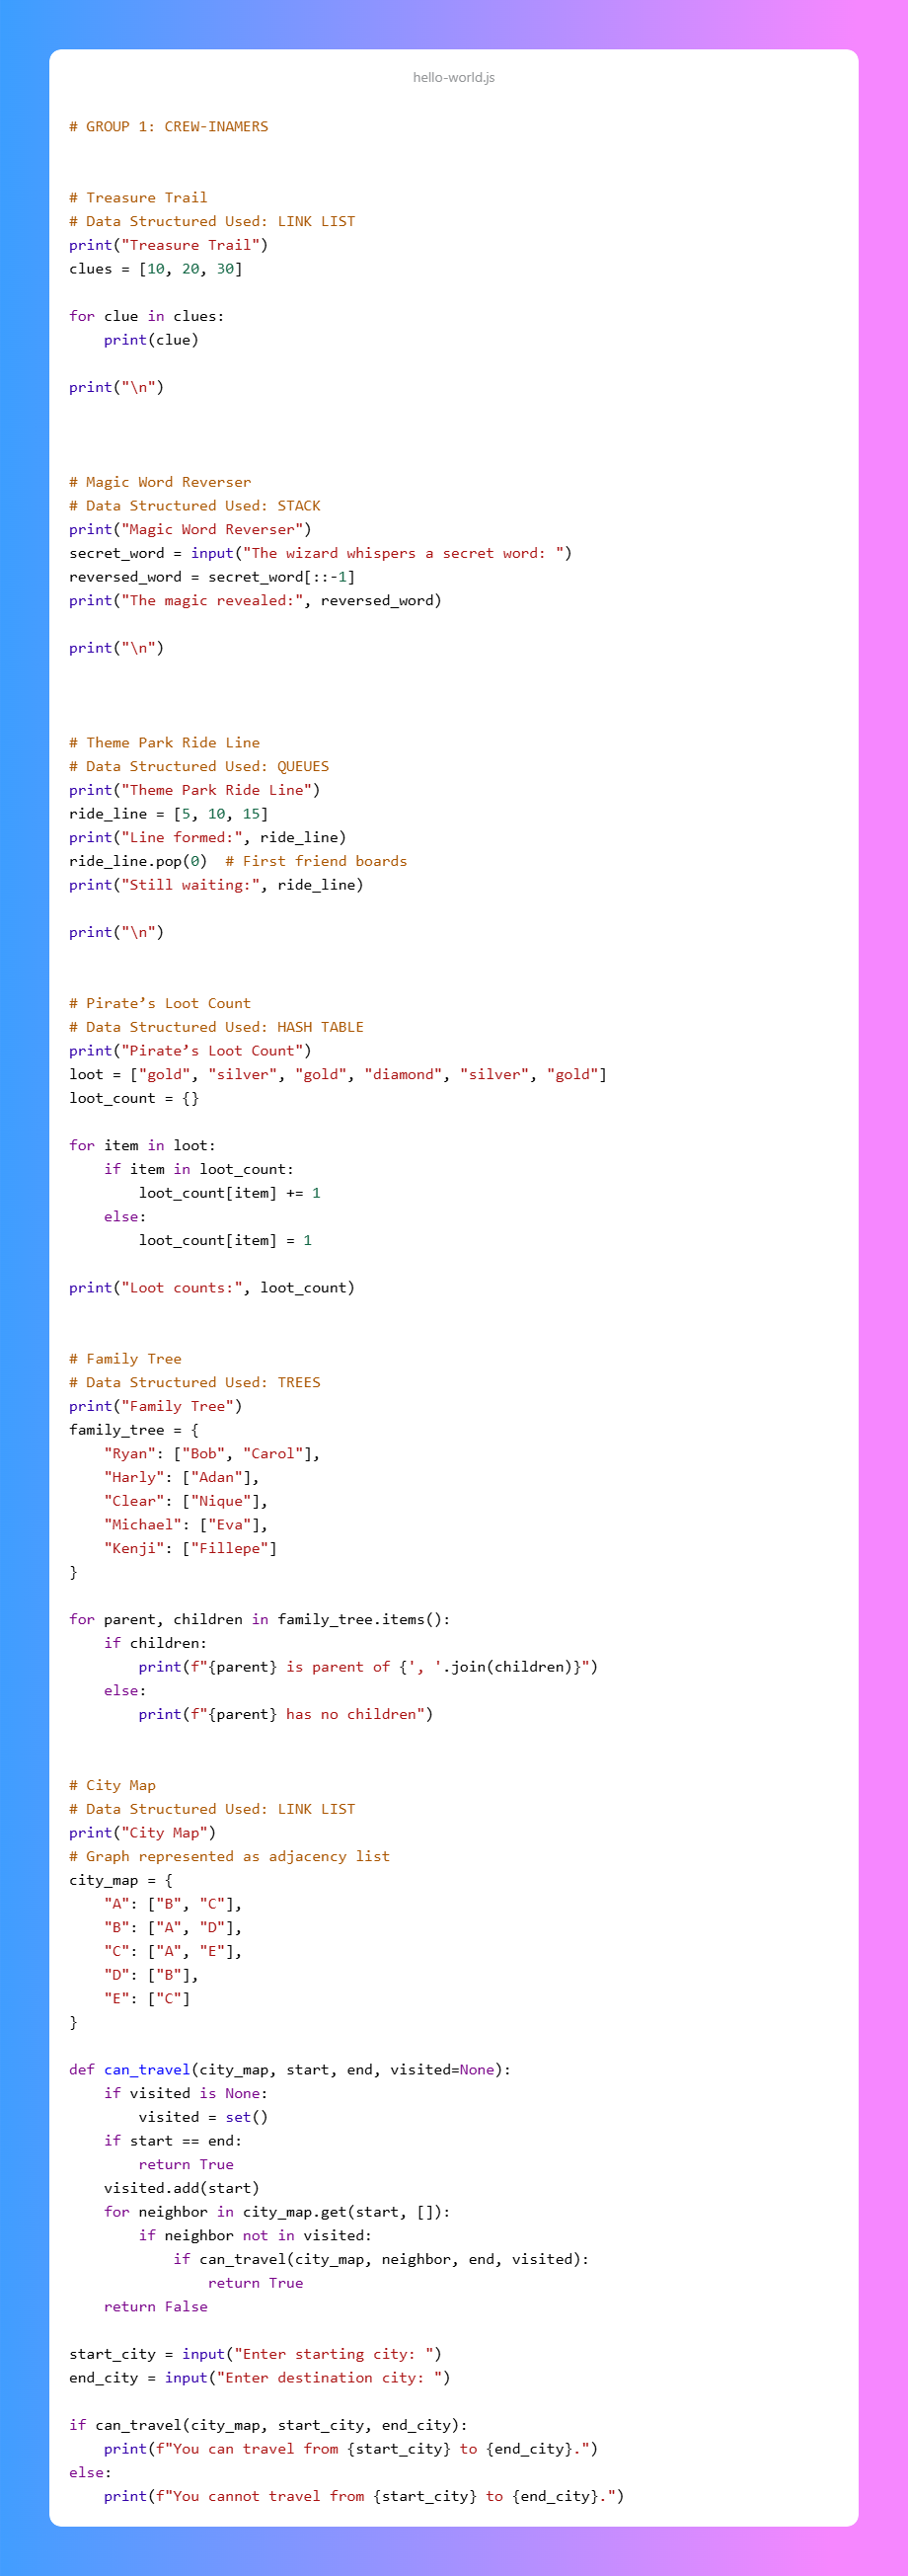 hello-world.js
# GROUP 1: CREW-INAMERS
# Treasure Trail
# Data Structured Used: LINK LIST
print("Treasure Trail")
clues = [10, 20, 30]
for clue in clues:
    print(clue)
print("\n")
# Magic Word Reverser
# Data Structured Used: STACK
print("Magic Word Reverser")
secret_word = input("The wizard whispers a secret word: ")
reversed_word = secret_word[::-1]
print("The magic revealed:", reversed_word)
print("\n")
# Theme Park Ride Line
# Data Structured Used: QUEUES
print("Theme Park Ride Line")
ride_line = [5, 10, 15]
print("Line formed:", ride_line)
ride_line.pop(0)  # First friend boards
print("Still waiting:", ride_line)
print("\n")
# Pirate’s Loot Count
# Data Structured Used: HASH TABLE
print("Pirate’s Loot Count")
loot = ["gold", "silver", "gold", "diamond", "silver", "gold"]
loot_count = {}
for item in loot:
    if item in loot_count:
        loot_count[item] += 1
    else:
        loot_count[item] = 1
print("Loot counts:", loot_count)
# Family Tree
# Data Structured Used: TREES
print("Family Tree")
family_tree = {
    "Ryan": ["Bob", "Carol"],
    "Harly": ["Adan"],
    "Clear": ["Nique"],
    "Michael": ["Eva"],
    "Kenji": ["Fillepe"]
}
for parent, children in family_tree.items():
    if children:
        print(f"{parent} is parent of {', '.join(children)}")
    else:
        print(f"{parent} has no children")
# City Map
# Data Structured Used: LINK LIST
print("City Map")
# Graph represented as adjacency list
city_map = {
    "A": ["B", "C"],
    "B": ["A", "D"],
    "C": ["A", "E"],
    "D": ["B"],
    "E": ["C"]
}
def can_travel(city_map, start, end, visited=None):
    if visited is None:
        visited = set()
    if start == end:
        return True
    visited.add(start)
    for neighbor in city_map.get(start, []):
        if neighbor not in visited:
            if can_travel(city_map, neighbor, end, visited):
                return True
    return False
start_city = input("Enter starting city: ")
end_city = input("Enter destination city: ")
if can_travel(city_map, start_city, end_city):
    print(f"You can travel from {start_city} to {end_city}.")
else:
    print(f"You cannot travel from {start_city} to {end_city}.")